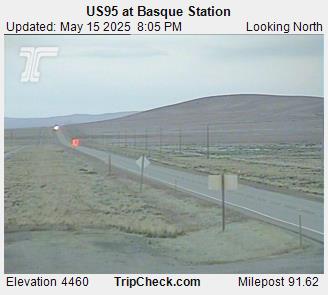 US95 at Basque Station
Updated: May 15 2025 8:05 PM Looking North
Elevation 4460 TripCheck.com Milepost 91.62